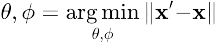 θ, ϕ = arg min ‖x′−x‖
θ,ϕ